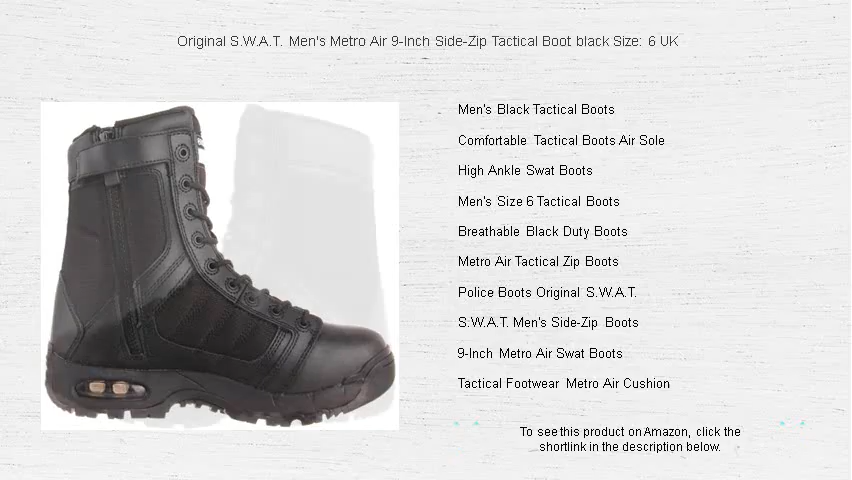 Original S.W.A.T. Men's Metro Air 9-Inch Side-Zip Tactical Boot black Size: 6 UK
Men's Black Tactical Boots
Comfortable Tactical Boots Air Sole
High Ankle Swat Boots
Men's Size 6 Tactical Boots
Breathable Black Duty Boots
Metro Air Tactical Zip Boots
Police Boots Original S.W.A.T.
S.W.A.T. Men's Side-Zip Boots
9-Inch Metro Air Swat Boots
Tactical Footwear Metro Air Cushion
To see this product on Amazon, click the
shortlink in the description below.